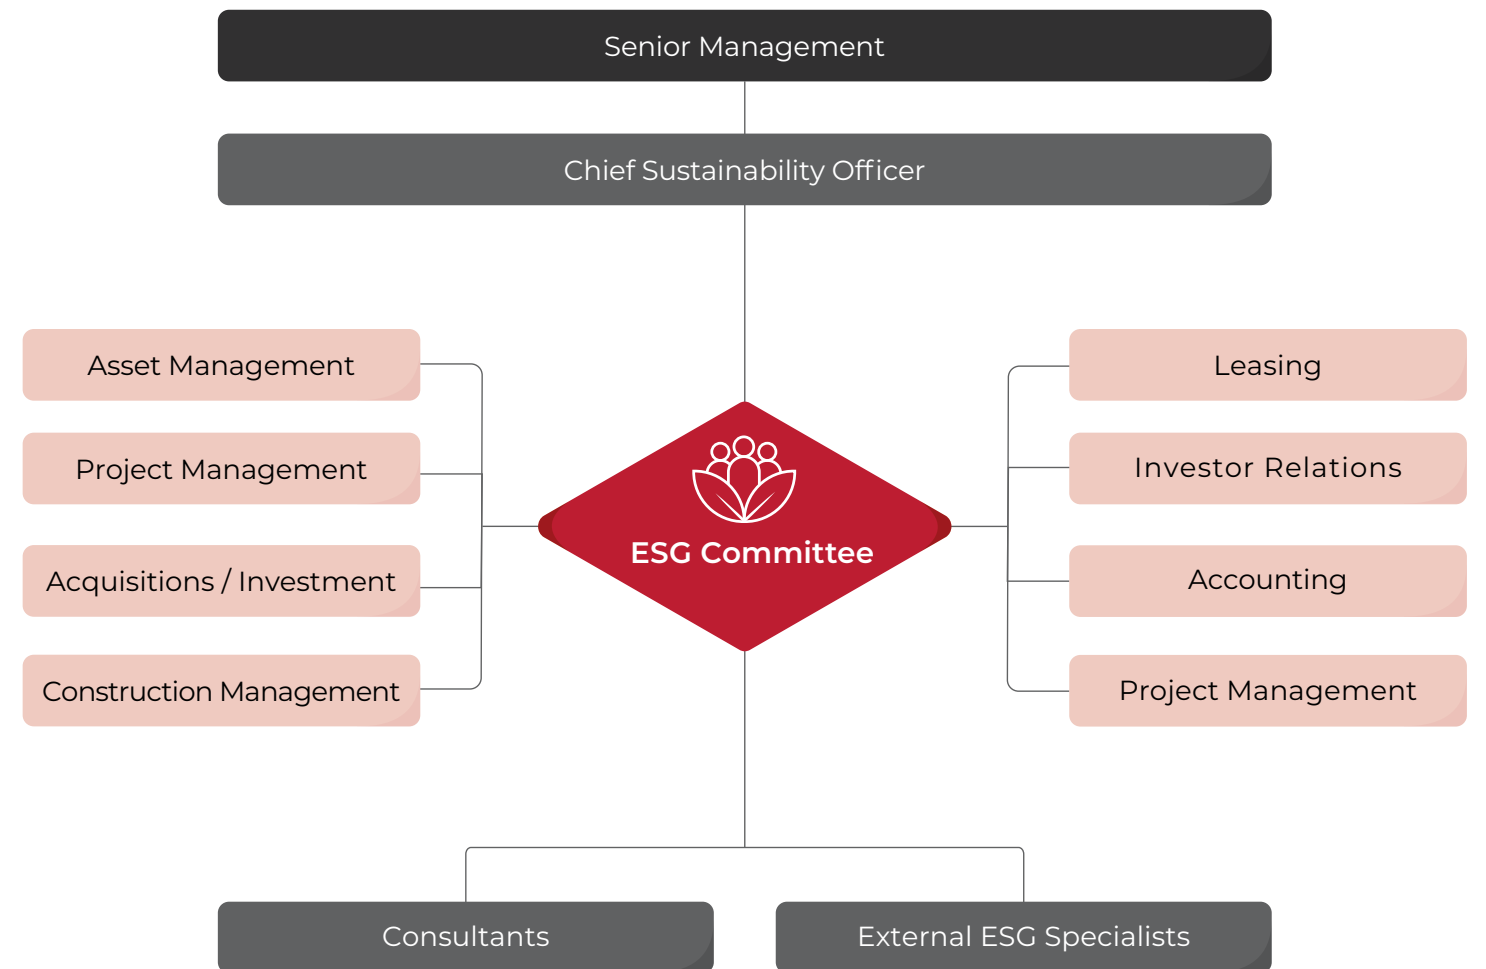 Senior Management
Chief Sustainability Officer
Asset Management
Project Management
Acquisitions / Investment
Construction Management
ESG Committee
Leasing
Investor Relations
Accounting
Project Management
Consultants
External ESG Specialists